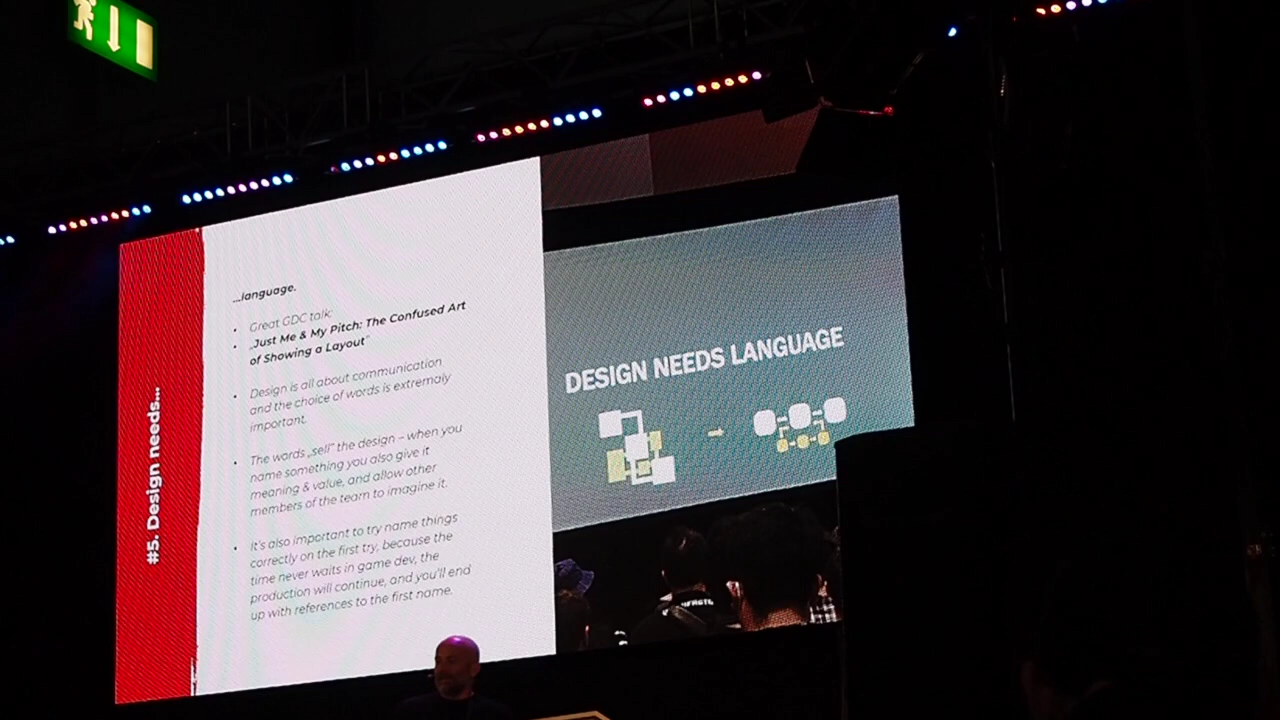 #5. Design needs...
...language.
Great GDC talk:
„Just Me & My Pitch: The Confused Art
of Showing a Layout”
Design is all about communication
and the choice of words is extremaly
important.
The words „sell” the design – when you
name something you also give it
meaning & value, and allow other
members of the team to imagine it.
It's also important to try name things
correctly on the first try, because the
time never waits in game dev, the
production will continue, and you'll end
up with references to the first name.
DESIGN NEEDS LANGUAGE